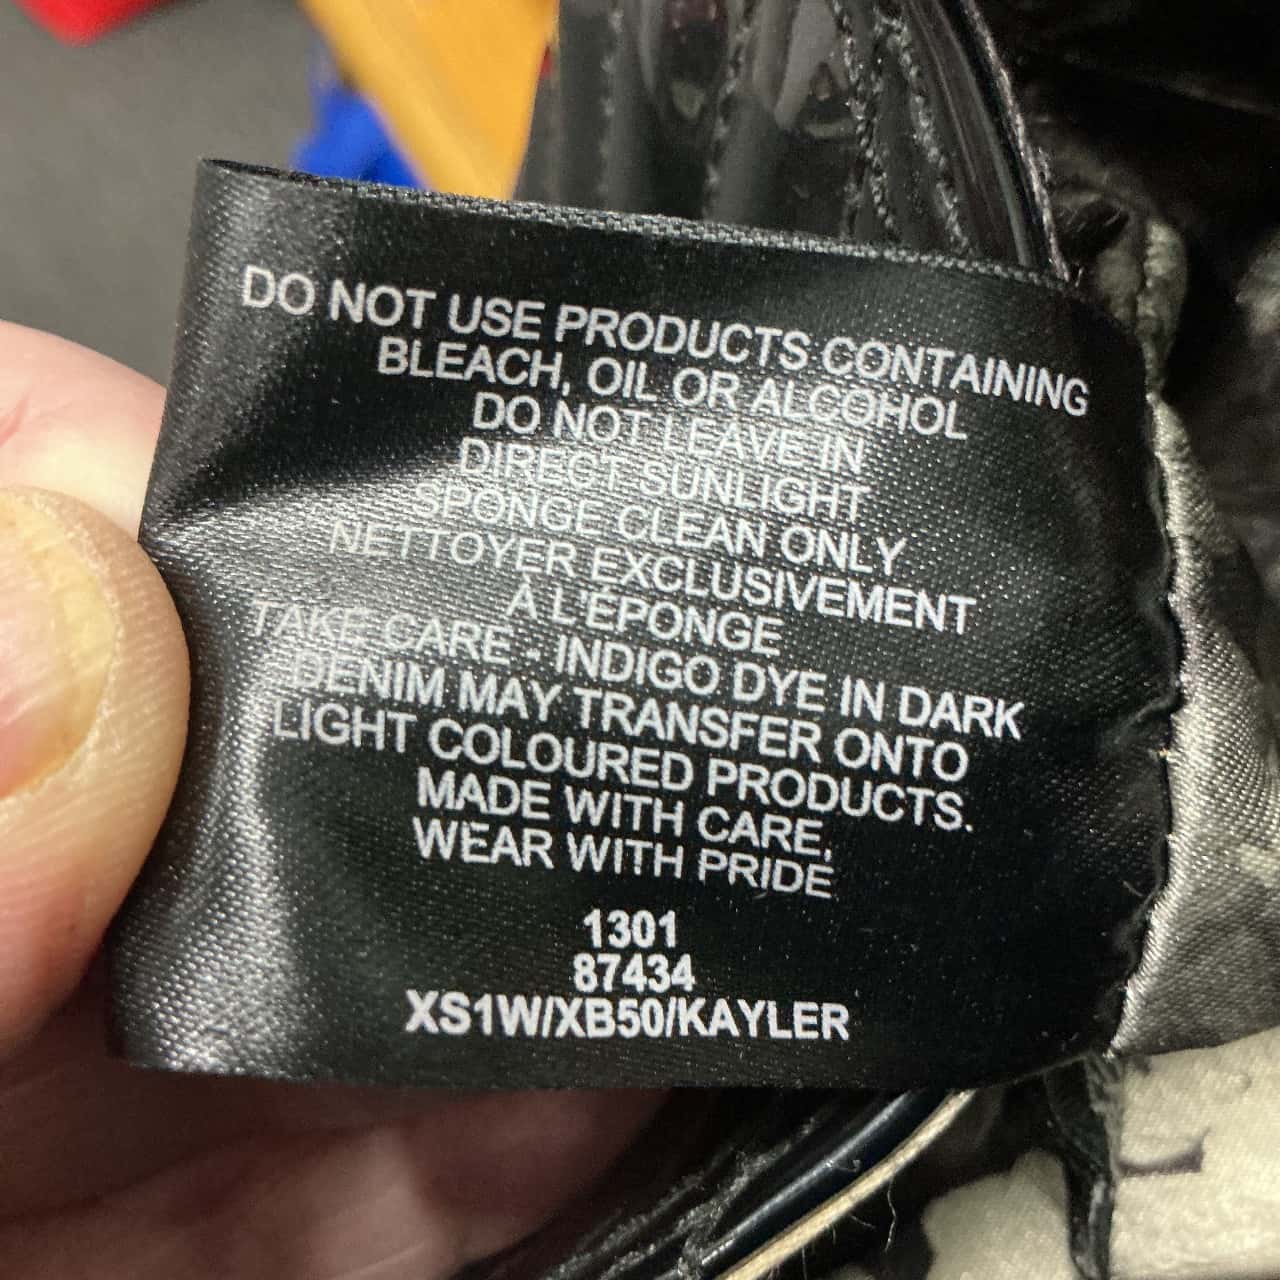 DO NOT USE PRODUCTS CONTAINING
BLEACH, OIL OR ALCOHOL
DO NOT LEAVE IN
DIRECT SUNLIGHT
SPONGE CLEAN ONLY
NETTOYER EXCLUSIVEMENT
À L'ÉPONGE
TAKE CARE - INDIGO DYE IN DARK
DENIM MAY TRANSFER ONTO
LIGHT COLOURED PRODUCTS.
MADE WITH CARE,
WEAR WITH PRIDE
1301
87434
XS1W/XB50/KAYLER